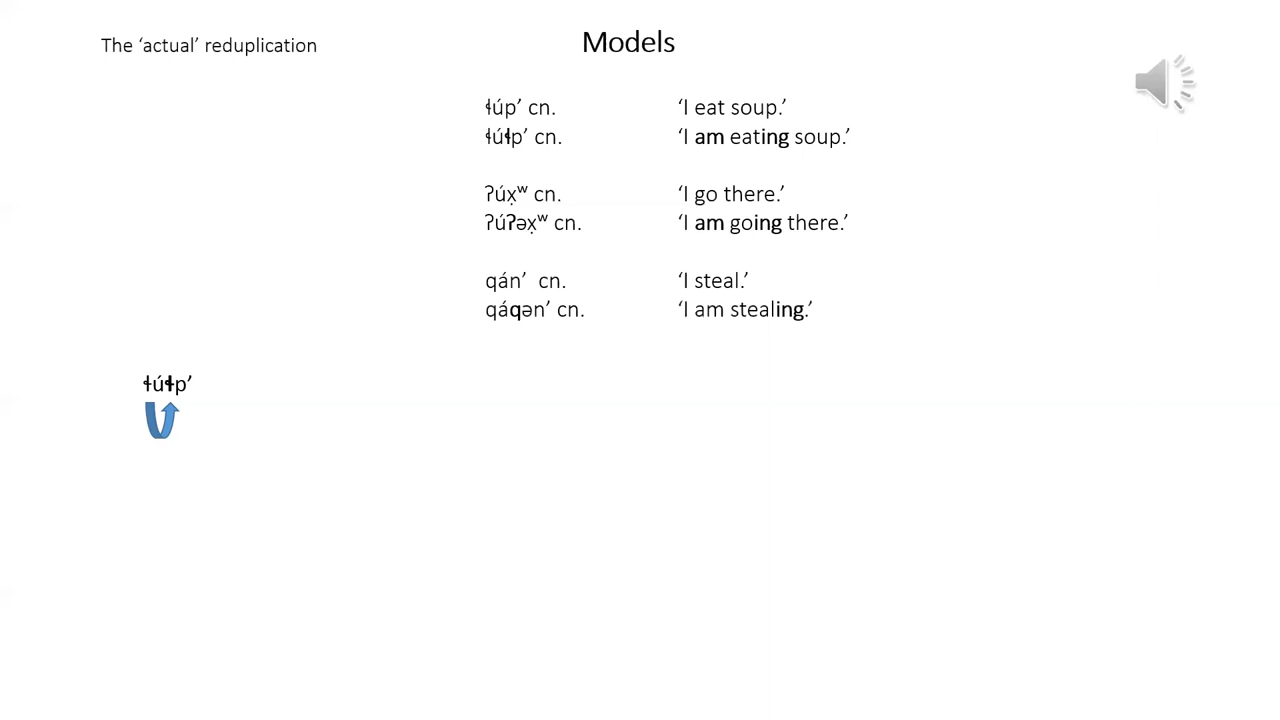 The ‘actual’ reduplication
Models
ɬúp’ cn. ‘I eat soup.’
ɬúɬp’ cn. ‘I am eating soup.’
ʔúx̣ʷ cn. ‘I go there.’
ʔúʔəx̣ʷ cn. ‘I am going there.’
qán’ cn. ‘I steal.’
qáqən’ cn. ‘I am stealing.’
ɬúɬp’